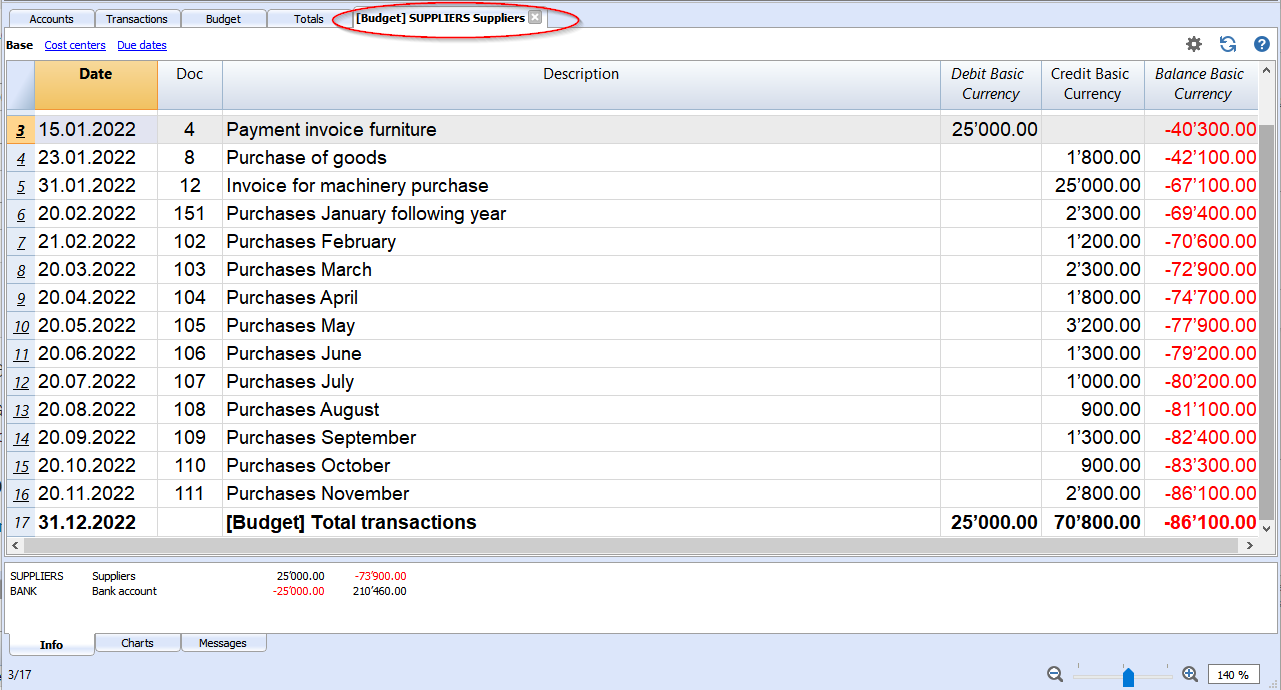 Accounts Transactions Budget Totals [Budget] SUPPLIERS Suppliers
Base Cost centers Due dates
Date Doc Description Debit Basic Currency Credit Basic Currency Balance Basic Currency
3 15.01.2022 4 Payment invoice furniture 25’000.00 -40’300.00
4 23.01.2022 8 Purchase of goods 1’800.00 -42’100.00
5 31.01.2022 12 Invoice for machinery purchase 25’000.00 -67’100.00
6 20.02.2022 151 Purchases January following year 2’300.00 -69’400.00
7 21.02.2022 102 Purchases February 1’200.00 -70’600.00
8 20.03.2022 103 Purchases March 2’300.00 -72’900.00
9 20.04.2022 104 Purchases April 1’800.00 -74’700.00
10 20.05.2022 105 Purchases May 3’200.00 -77’900.00
11 20.06.2022 106 Purchases June 1’300.00 -79’200.00
12 20.07.2022 107 Purchases July 1’000.00 -80’200.00
13 20.08.2022 108 Purchases August 900.00 -81’100.00
14 20.09.2022 109 Purchases September 1’300.00 -82’400.00
15 20.10.2022 110 Purchases October 900.00 -83’300.00
16 20.11.2022 111 Purchases November 2’800.00 -86’100.00
17 31.12.2022 [Budget] Total transactions 25’000.00 70’800.00 -86’100.00
SUPPLIERS Suppliers 25’000.00 -73’900.00
BANK Bank account -25’000.00 210’460.00
Info Charts Messages
3/17 140 %